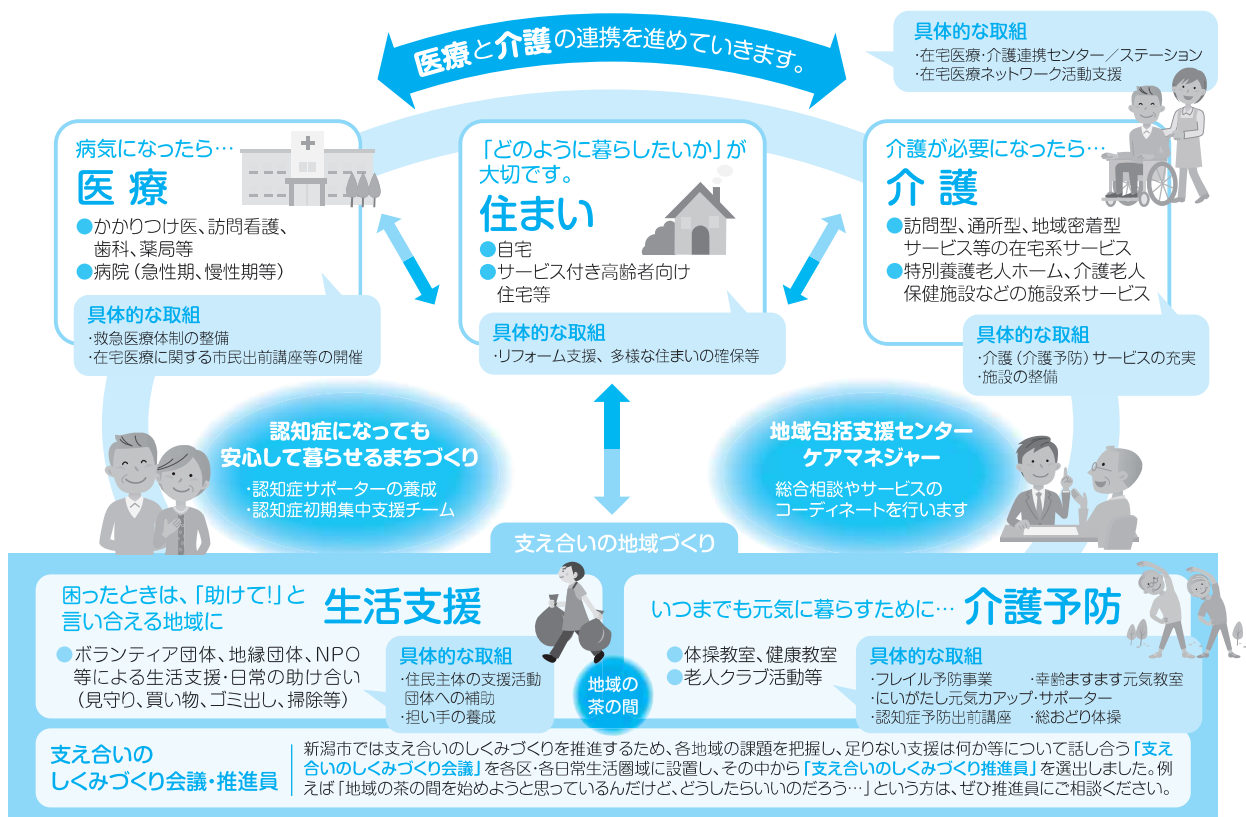 医療と介護の連携を進めていきます。
具体的な取組
・在宅医療・介護連携センター／ステーション
・在宅医療ネットワーク活動支援
病気になったら…
医療
●かかりつけ医、訪問看護、
歯科、薬局等
●病院（急性期、慢性期等）
具体的な取組
・救急医療体制の整備
・在宅医療に関する市民出前講座等の開催
「どのように暮らしたいか」が
大切です。
住まい
●自宅
●サービス付き高齢者向け
住宅等
具体的な取組
・リフォーム支援、多様な住まいの確保等
介護が必要になったら…
介護
●訪問型、通所型、地域密着型
サービス等の在宅系サービス
●特別養護老人ホーム、介護老人
保健施設などの施設系サービス
具体的な取組
・介護（介護予防）サービスの充実
・施設の整備
認知症になっても
安心して暮らせるまちづくり
・認知症サポーターの養成
・認知症初期集中支援チーム
地域包括支援センター
ケアマネジャー
総合相談やサービスの
コーディネートを行います
支え合いの地域づくり
困ったときは、「助けて!」と
言い合える地域に
生活支援
●ボランティア団体、地縁団体、NPO
等による生活支援・日常の助け合い
（見守り、買い物、ゴミ出し、掃除等）
具体的な取組
・住民主体の支援活動
団体への補助
・担い手の養成
地域の
茶の間
いつまでも元気に暮らすために…
介護予防
●体操教室、健康教室
●老人クラブ活動等
具体的な取組
・フレイル予防事業 ・幸齢ますます元気教室
・にいがたし元気力アップ・サポーター
・認知症予防出前講座 ・総おどり体操
支え合いの
しくみづくり会議・推進員
新潟市では支え合いのしくみづくりを推進するため、各地域の課題を把握し、足りない支援は何か等について話し合う「支え
合いのしくみづくり会議」を各区・各日常生活圏域に設置し、その中から「支え合いのしくみづくり推進員」を選出しました。例
えば「地域の茶の間を始めようと思っているんだけど、どうしたらいいのだろう…」という方は、ぜひ推進員にご相談ください。